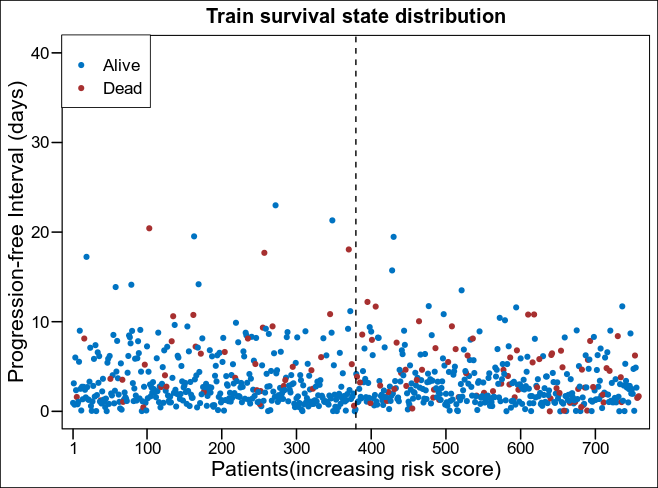 Train survival state distribution
Progression-free Interval (days)
40
30
20
10
0
Alive
Dead
1 100 200 300 400 500 600 700
Patients(increasing risk score)